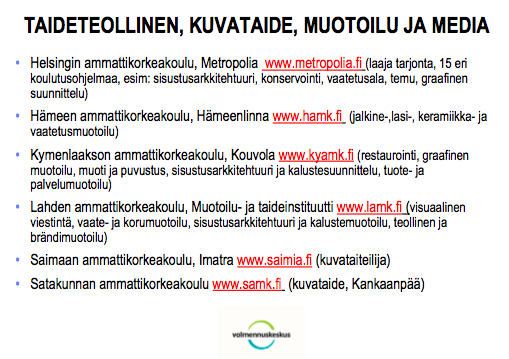 TAIDETEOLLINEN, KUVATAIDE, MUOTOILU JA MEDIA
• Helsingin ammattikorkeakoulu, Metropolia www.metropolia.fi (laaja tarjonta, 15 eri
koulutusohjelmaa, esim: sisustusarkkitehtuuri, konservointi, vaatetusala, temu, graafinen
suunnittelu)
• Hämeen ammattikorkeakoulu, Hämeenlinna www.hamk.fi (jalkine-,lasi-, keramiikka- ja
vaatetusmuotoilu)
• Kymenlaakson ammattikorkeakoulu, Kouvola www.kyamk.fi (restaurointi, graafinen
muotoilu, muoti ja puvustus, sisustusarkkitehtuuri ja kalustesuunnittelu, tuote- ja
palvelumuotoilu)
• Lahden ammattikorkeakoulu, Muotoilu- ja taideinstituutti www.lamk.fi (visuaalinen
viestintä, vaate- ja korumuotoilu, sisustusarkkitehtuuri ja kalustemuotoilu, teollinen ja
brändimuotoilu)
• Saimaan ammattikorkeakoulu, Imatra www.saimia.fi (kuvataiteilija)
• Satakunnan ammattikorkeakoulu www.samk.fi (kuvataide, Kankaanpää)
valmennuskeskus